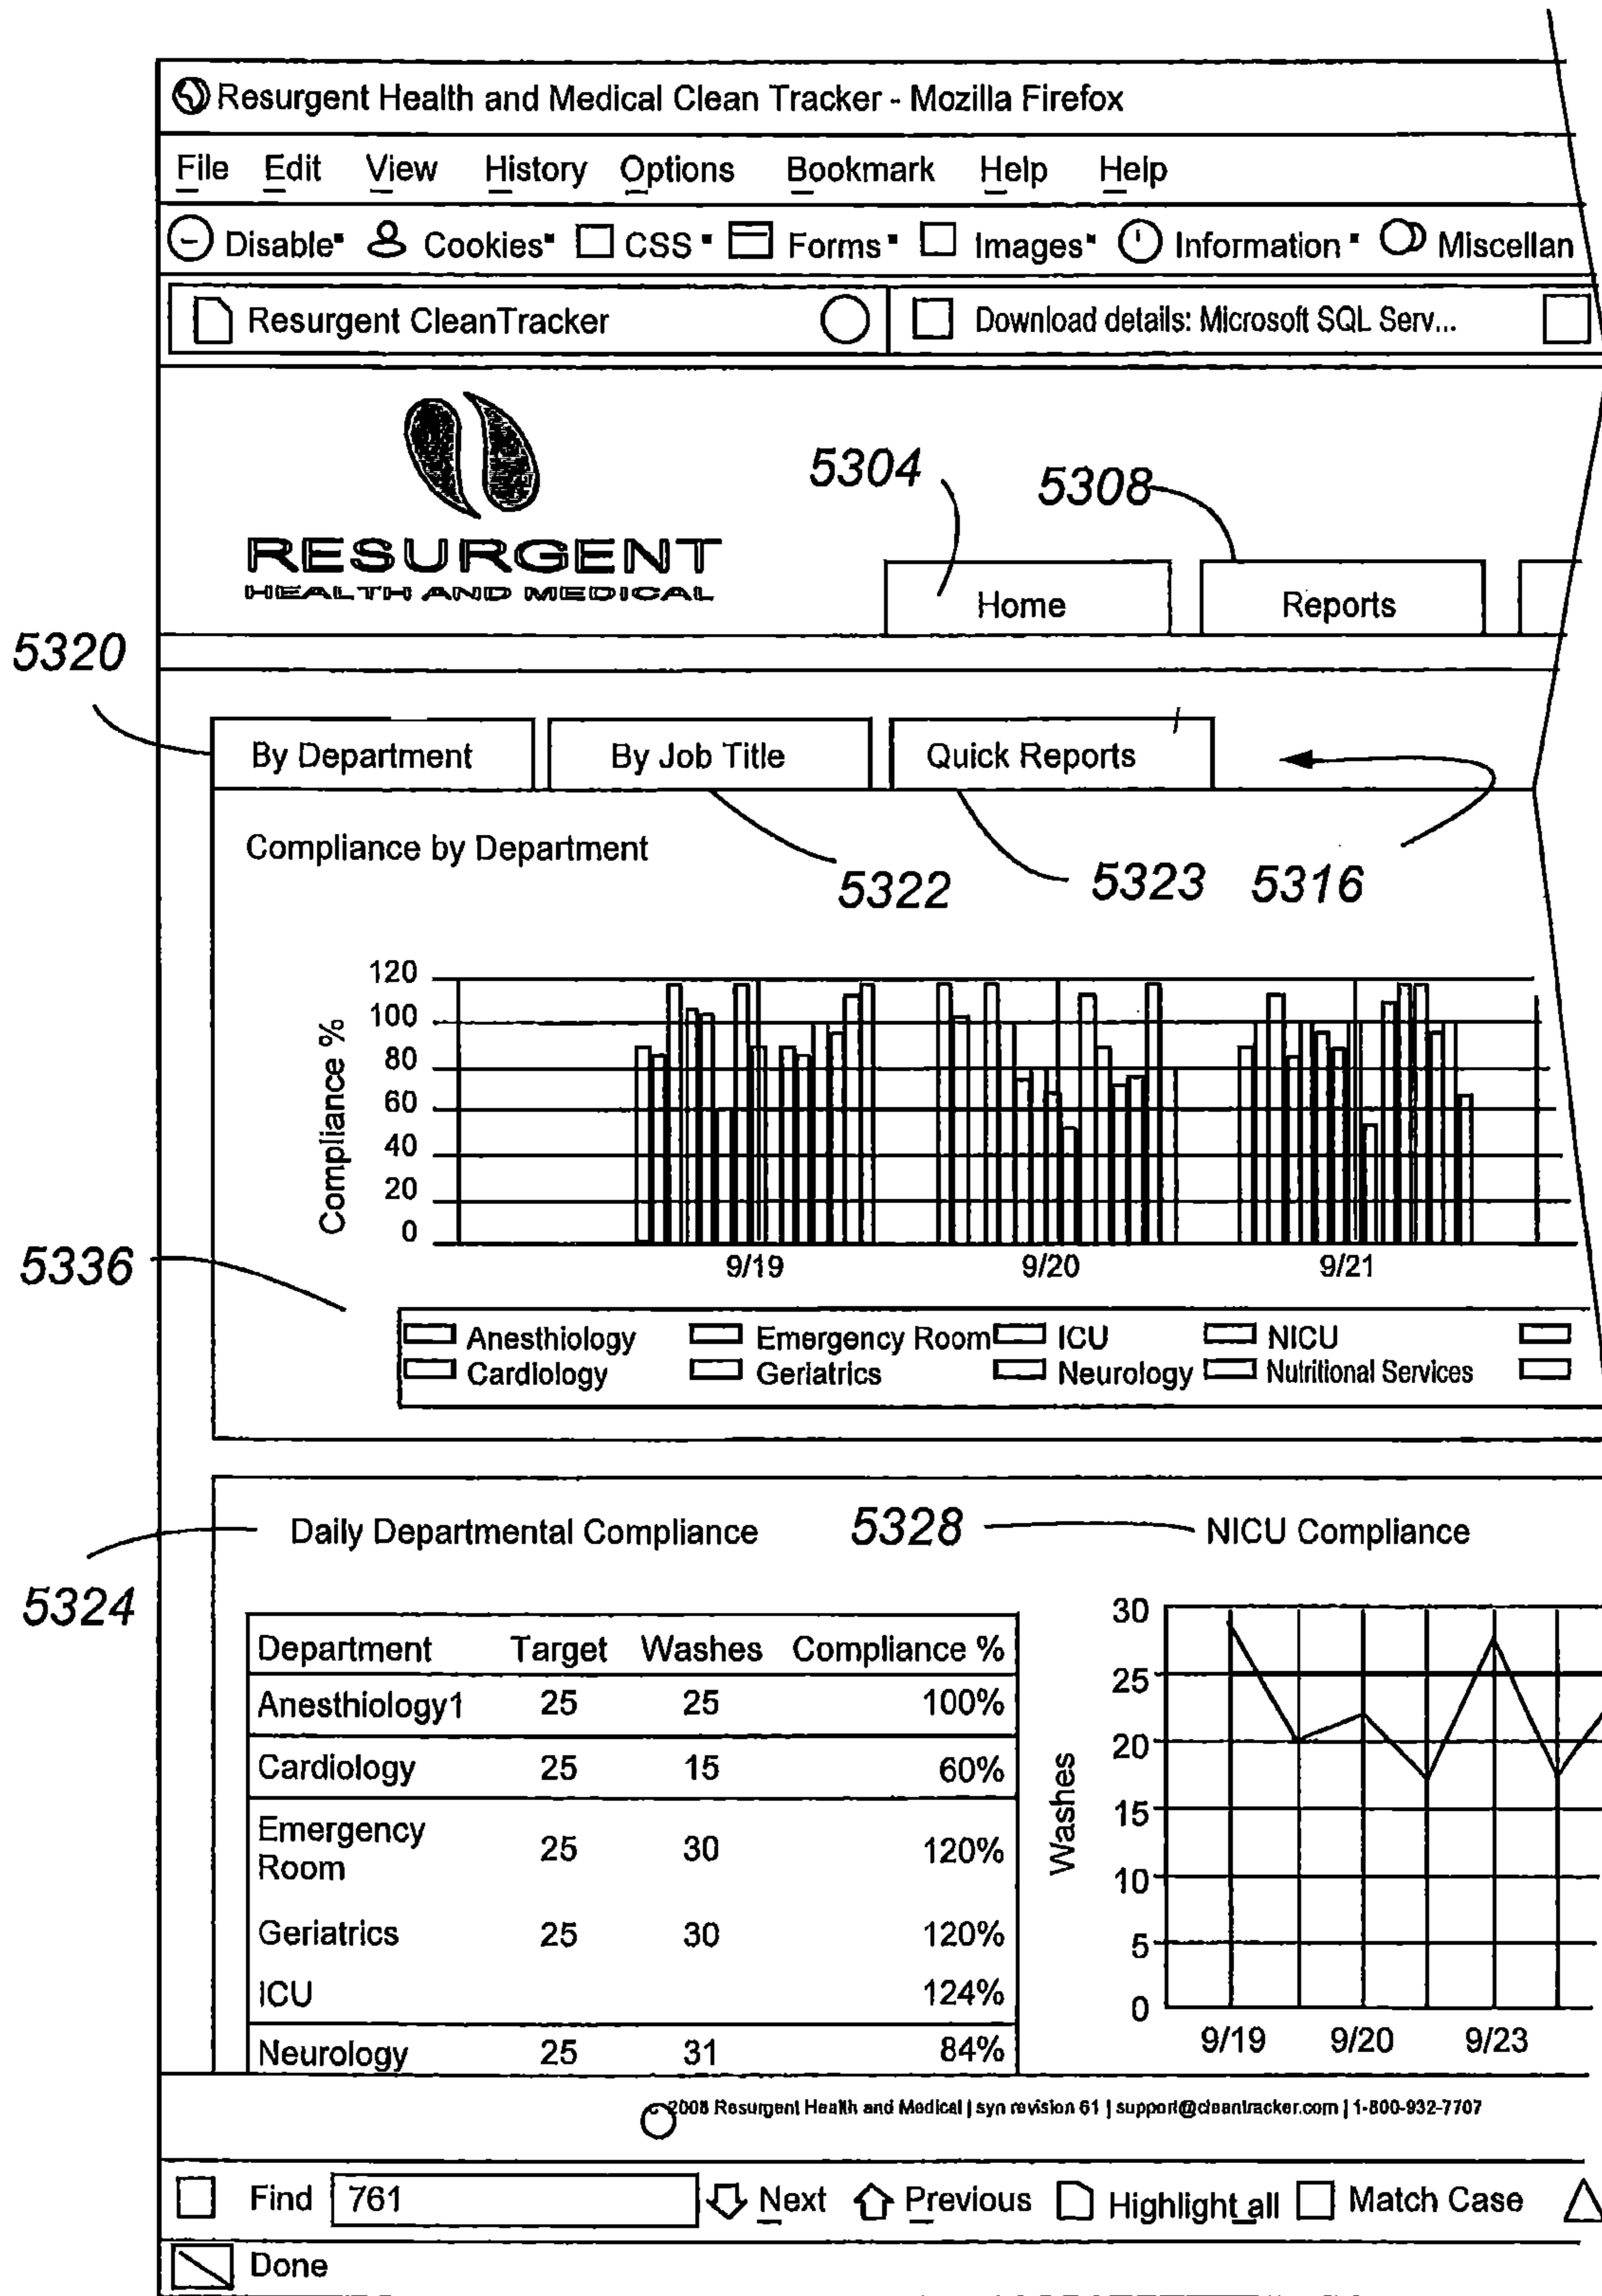 Resurgent Health and Medical Clean Tracker - Mozilla Firefox
File Edit View History Options Bookmark Help Help
Disable Cookies CSS Forms Images Information Miscellan
Resurgent CleanTracker Download details: Microsoft SQL Serv...
RESURGENT
HEALTH AND MEDICAL
5304
5308
Home Reports
5320
By Department By Job Title Quick Reports
Compliance by Department
5322 5323 5316
Compliance %
120
100
80
60
40
20
0
9/19 9/20 9/21
5336
Anesthiology Emergency Room ICU NICU
Cardiology Geriatrics Neurology Nutritional Services
Daily Departmental Compliance 5328 NICU Compliance
5324
Department Target Washes Compliance %
Anesthiology1 25 25 100%
Cardiology 25 15 60%
Emergency
Room 25 30 120%
Geriatrics 25 30 120%
ICU 124%
Neurology 25 31 84%
Washes
30
25
20
15
10
5
0
9/19 9/20 9/23
©2008 Resurgent Health and Medical | syn revision 61 | support@cleantracker.com | 1-800-932-7707
Find 761 Next Previous Highlight all Match Case
Done